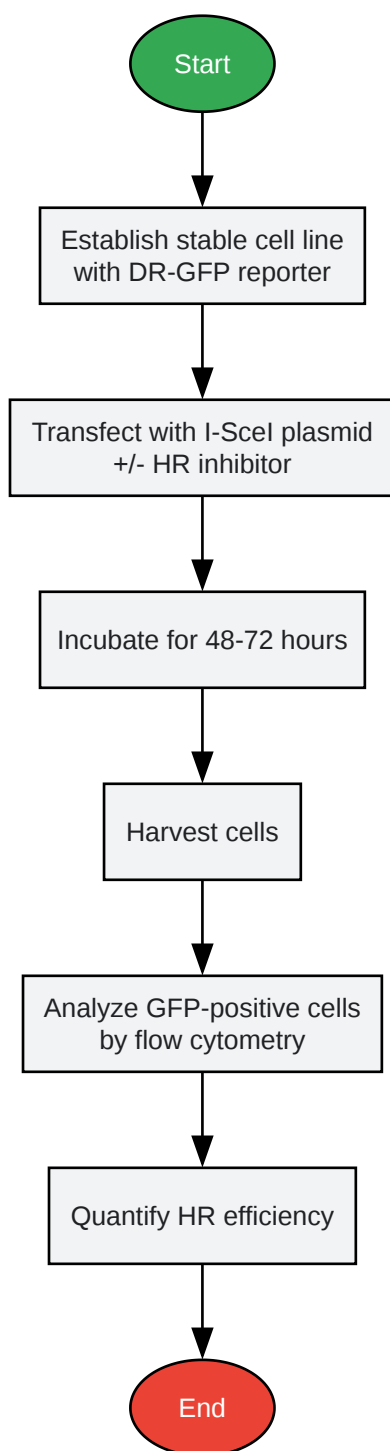 Start
Establish stable cell line
with DR-GFP reporter
Transfect with I-SceI plasmid
+/- HR inhibitor
Incubate for 48-72 hours
Harvest cells
Analyze GFP-positive cells
by flow cytometry
Quantify HR efficiency
End